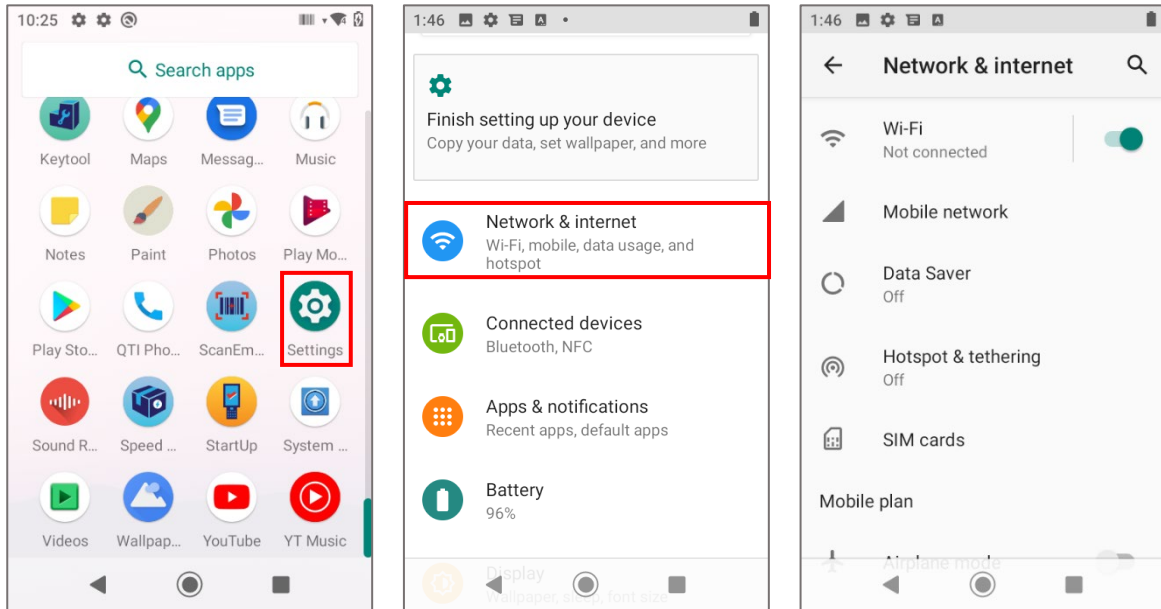 10:25
Search apps
Keytool
Maps
Messag...
Music
Notes
Paint
Photos
Play Mo...
Play Sto...
QTI Pho...
ScanEm...
Settings
Sound R...
Speed ...
StartUp
System ...
Videos
Wallpap...
YouTube
YT Music
1:46
Finish setting up your device
Copy your data, set wallpaper, and more
Network & internet
Wi-Fi, mobile, data usage, and
hotspot
Connected devices
Bluetooth, NFC
Apps & notifications
Recent apps, default apps
Battery
96%
Display
Wallpaper, sleep, font size
1:46
Network & internet
Wi-Fi
Not connected
Mobile network
Data Saver
Off
Hotspot & tethering
Off
SIM cards
Mobile plan
Airplane mode